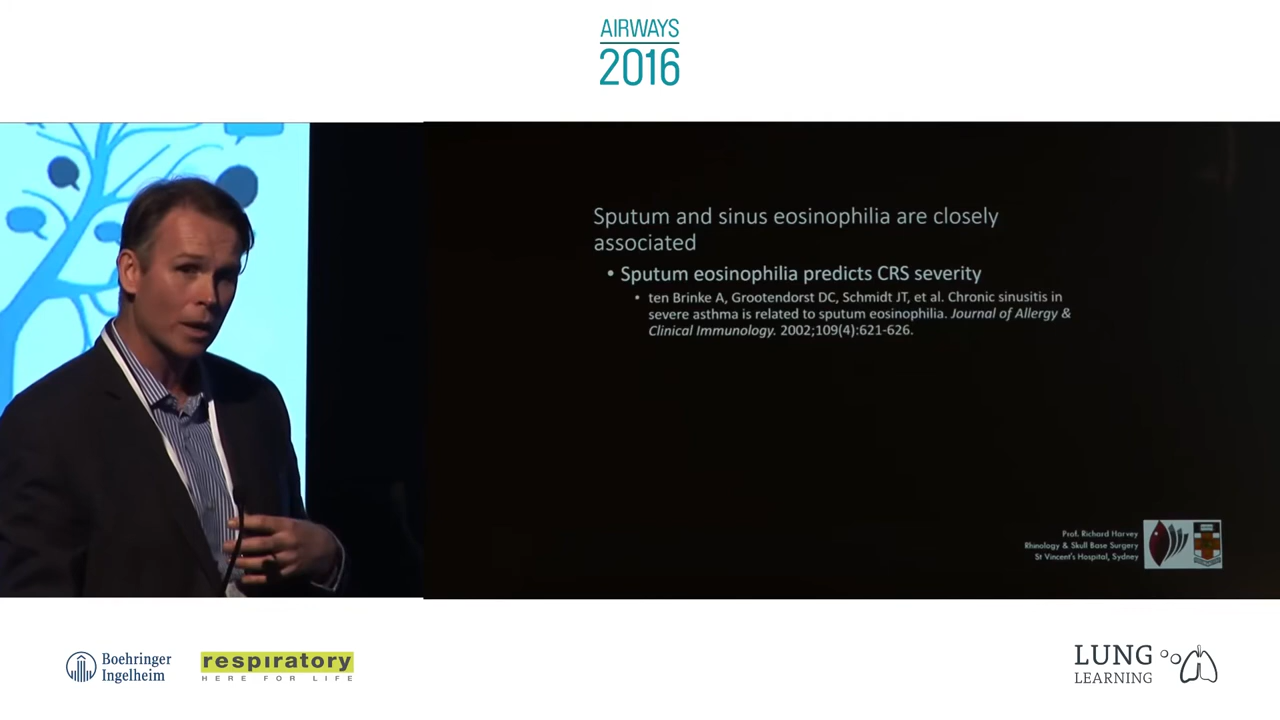 AIRWAYS
2016
Sputum and sinus eosinophilia are closely
associated
• Sputum eosinophilia predicts CRS severity
• ten Brinke A, Grootendorst DC, Schmidt JT, et al. Chronic sinusitis in
severe asthma is related to sputum eosinophilia. Journal of Allergy &
Clinical Immunology. 2002;109(4):621-626.
Prof. Richard Harvey
Rhinology & Skull Base Surgery
St Vincent's Hospital, Sydney
Boehringer
Ingelheim
respiratory
HERE FOR LIFE
LUNG
LEARNING